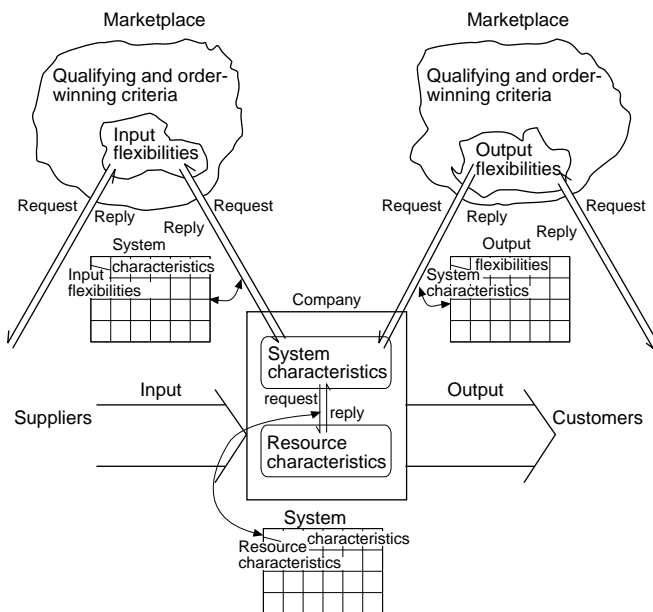 Marketplace
Qualifying and order-
winning criteria
Input
flexibilities
Request
Reply
Reply
Request
System
characteristics
Input
flexibilities
Marketplace
Qualifying and order-
winning criteria
Output
flexibilities
Request
Reply
Reply
Request
Output
flexibilities
System
characteristics
Company
System
characteristics
request
reply
Resource
characteristics
Suppliers
Input
Output
Customers
System
characteristics
Resource
characteristics